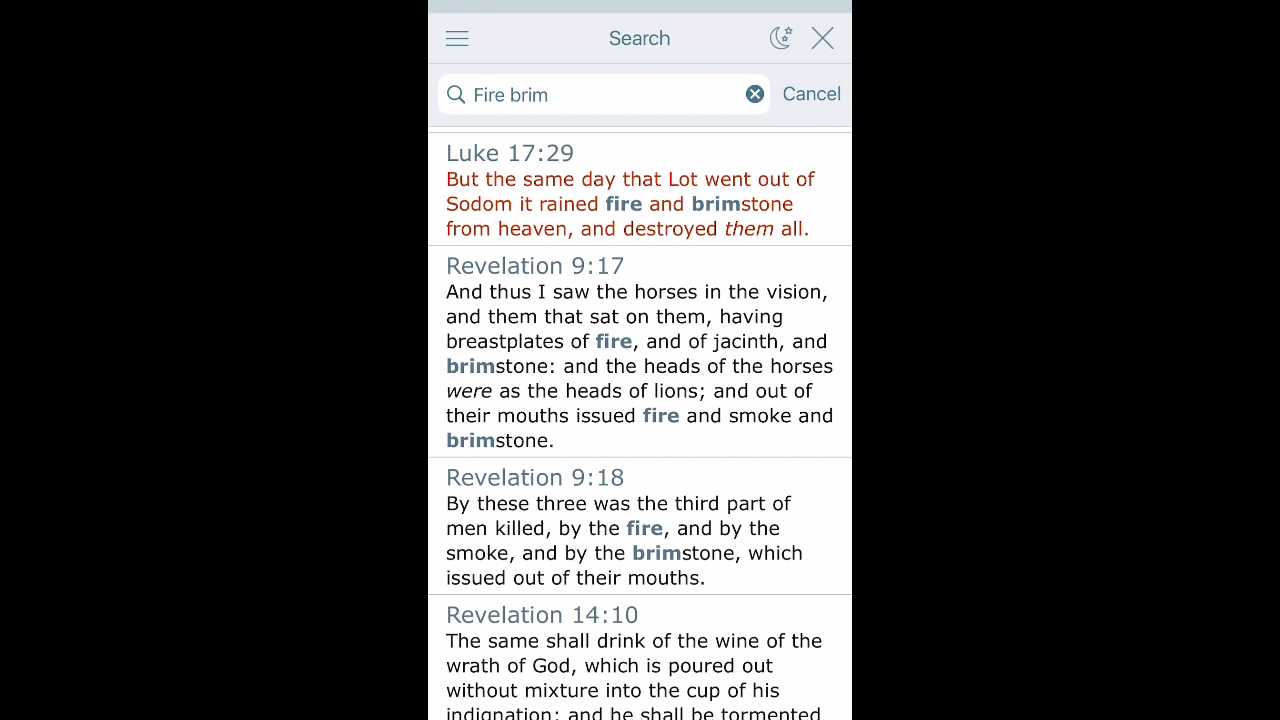 Search
Fire brim
Cancel
Luke 17:29
But the same day that Lot went out of
Sodom it rained fire and brimstone
from heaven, and destroyed them all.
Revelation 9:17
And thus I saw the horses in the vision,
and them that sat on them, having
breastplates of fire, and of jacinth, and
brimstone: and the heads of the horses
were as the heads of lions; and out of
their mouths issued fire and smoke and
brimstone.
Revelation 9:18
By these three was the third part of
men killed, by the fire, and by the
smoke, and by the brimstone, which
issued out of their mouths.
Revelation 14:10
The same shall drink of the wine of the
wrath of God, which is poured out
without mixture into the cup of his
indignation; and he shall be tormented